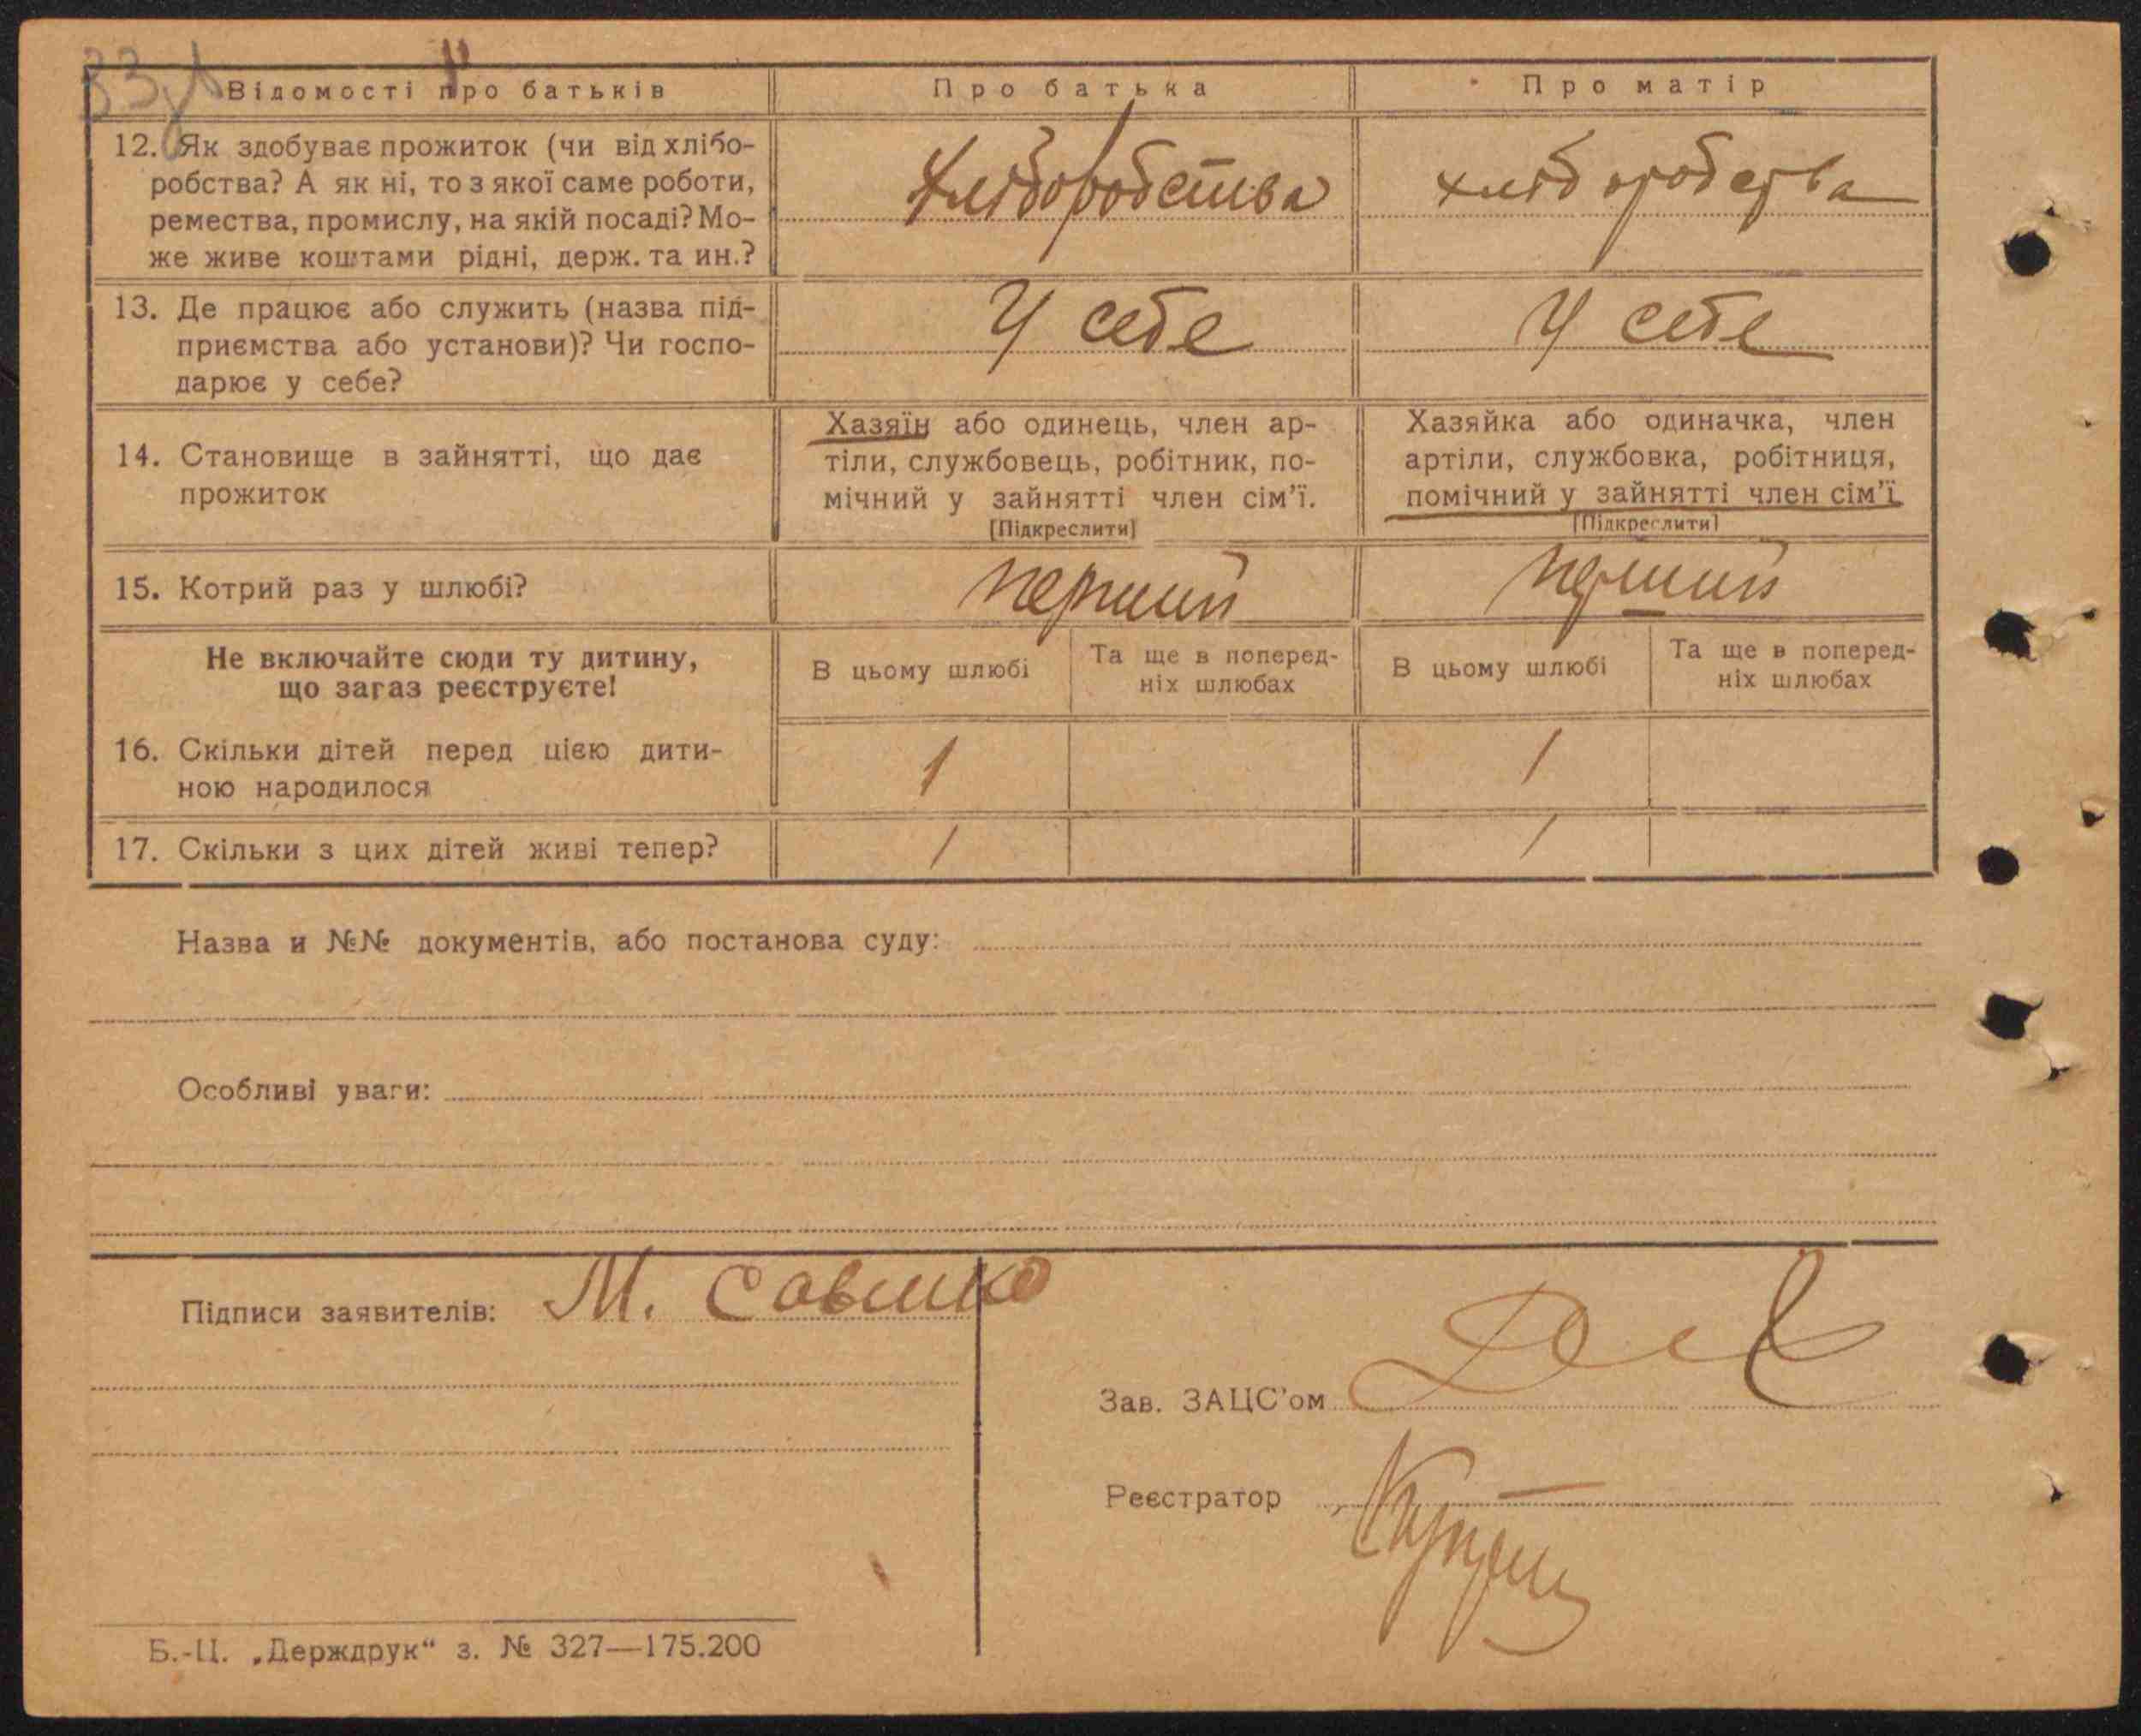 Відомості про батьків
Про батька
Про матір
12. Як здобуває прожиток (чи від хлібо-
робства? А як ні, то з якої саме роботи,
ремества, промислу, на якій посаді? Мо-
же живе коштами рідні, держ. та ин.?
хліборобства
хліборобства
13. Де працює або служить (назва під-
приємства або установи)? Чи госпо-
дарює у себе?
У себе
У себе
14. Становище в зайнятті, що дає
прожиток
Хазяїн або одинець, член ар-
тіли, службовець, робітник, по-
мічний у зайнятті член сім’ї.
[Підкреслити]
Хазяйка або одиначка, член
артіли, службовка, робітниця,
помічний у зайнятті член сім’ї
[Підкреслити]
15. Котрий раз у шлюбі?
перший
перший
Не включайте сюди ту дитину,
що зараз реєструєте!
В цьому шлюбі
Та ще в поперед-
ніх шлюбах
В цьому шлюбі
Та ще в поперед-
ніх шлюбах
16. Скільки дітей перед цією дити-
ною народилося
1
1
17. Скільки з цих дітей живі тепер?
1
1
Назва и №№ документів, або постанова суду:
Особливі уваги:
Підписи заявителів: М. Савшко
Зав. ЗАЦС’ом
Реєстратор
Б.-Ц. „Держдрук“ з. № 327—175.200